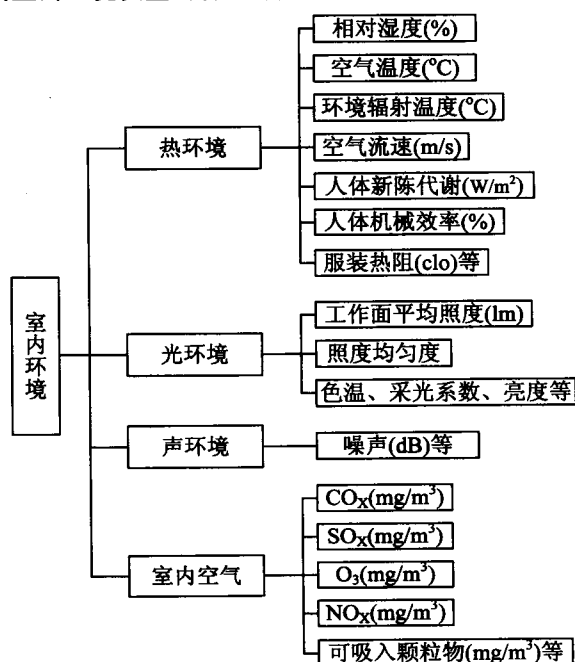 相对湿度(%)
空气温度(°C)
环境辐射温度(°C)
热环境
空气流速(m/s)
人体新陈代谢(W/m²)
人体机械效率(%)
服装热阻(clo)等
室内环境
工作面平均照度(lm)
光环境
照度均匀度
色温、采光系数、亮度等
声环境
噪声(dB)等
COX(mg/m³)
SOX(mg/m³)
室内空气
O₃(mg/m³)
NOX(mg/m³)
可吸入颗粒物(mg/m³)等